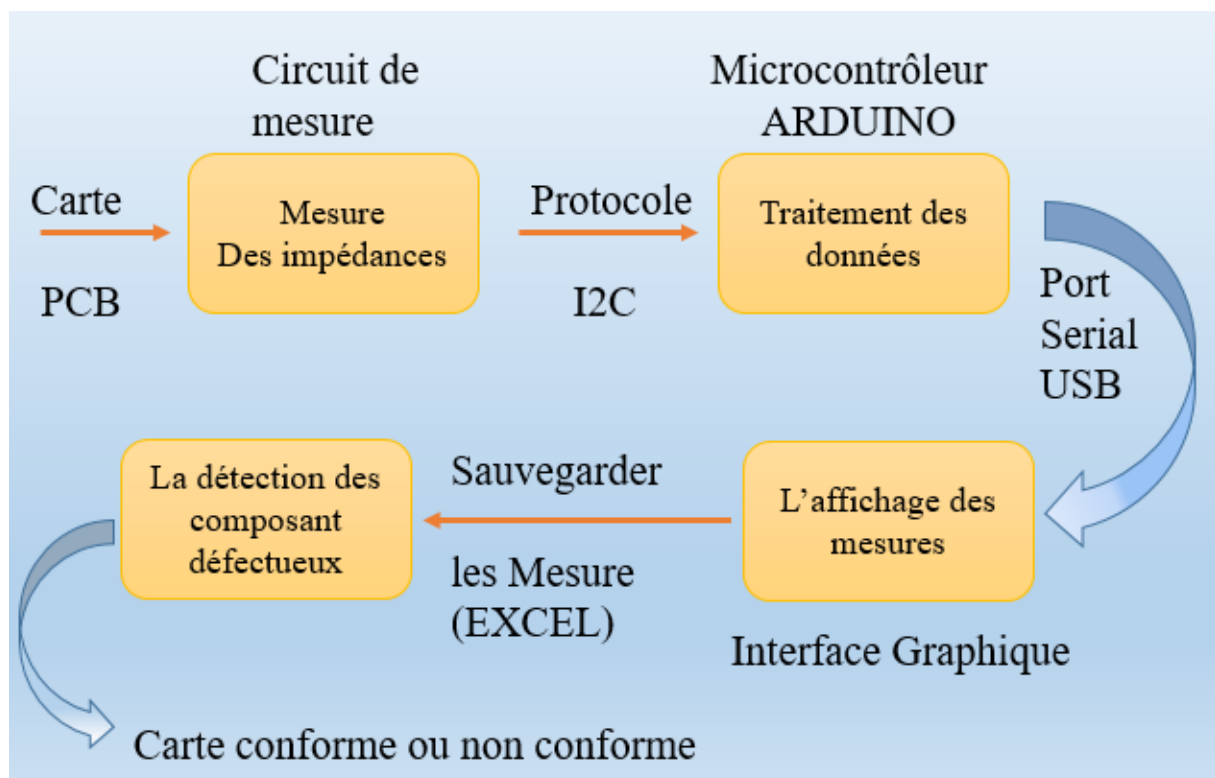 Circuit de
mesure
Microcontrôleur
ARDUINO
Carte
PCB
Mesure
Des impédances
Protocole
I2C
Traitement des
données
Port
Serial
USB
La détection des
composant
défectueux
Sauvegarder
les Mesure
(EXCEL)
L’affichage des
mesures
Interface Graphique
Carte conforme ou non conforme